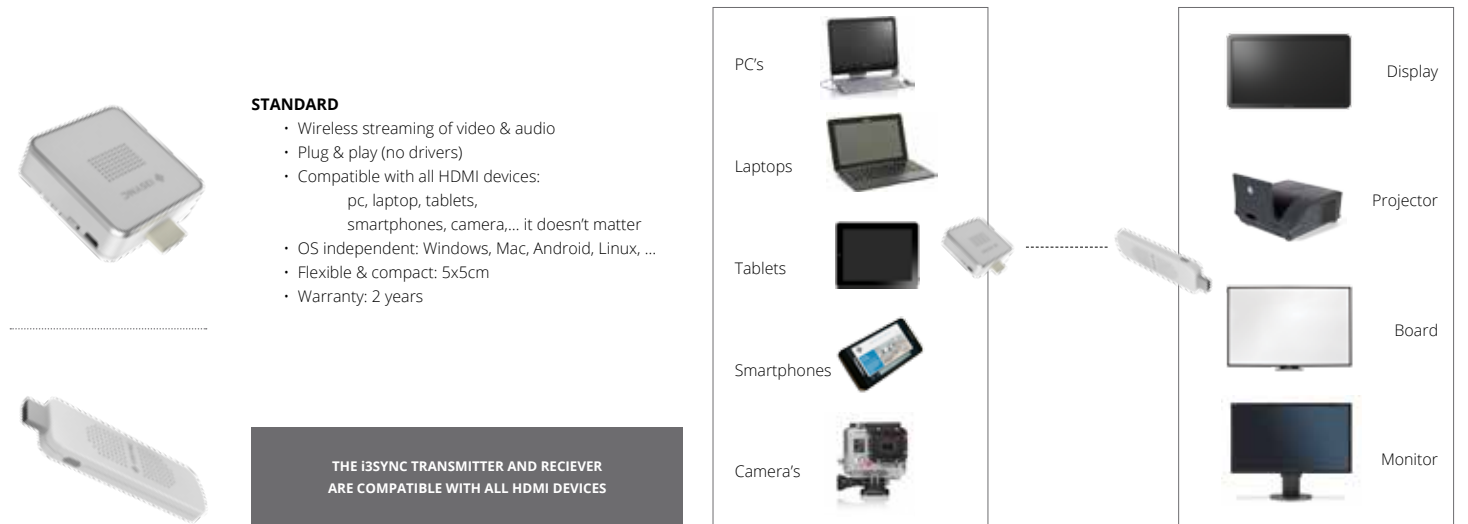 STANDARD
• Wireless streaming of video & audio
• Plug & play (no drivers)
• Compatible with all HDMI devices:
pc, laptop, tablets,
smartphones, camera,... it doesn't matter
• OS independent: Windows, Mac, Android, Linux, ...
• Flexible & compact: 5x5cm
• Warranty: 2 years
THE i3SYNC TRANSMITTER AND RECIEVER
ARE COMPATIBLE WITH ALL HDMI DEVICES
PC's
Laptops
Tablets
Smartphones
Camera's
Display
Projector
Board
Monitor